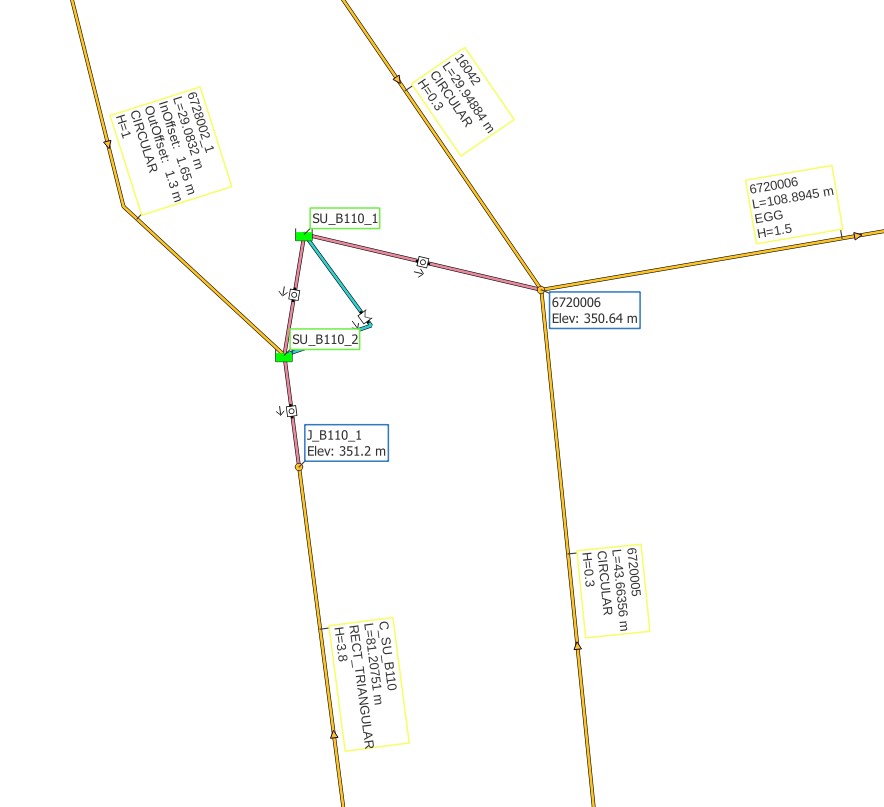 16042
L=29.94884 m
CIRCULAR
H=0.3
6728002_1
L=29.0832 m
InOffset: 1.65 m
OutOffset: 1.3 m
CIRCULAR
H=1
6720006
L=108.8945 m
EGG
H=1.5
SU_B110_1
6720006
Elev: 350.64 m
SU_B110_2
J_B110_1
Elev: 351.2 m
6720005
L=43.66356 m
CIRCULAR
H=0.3
C_SU_B110
L=81.20751 m
RECT_TRIANGULAR
H=3.8